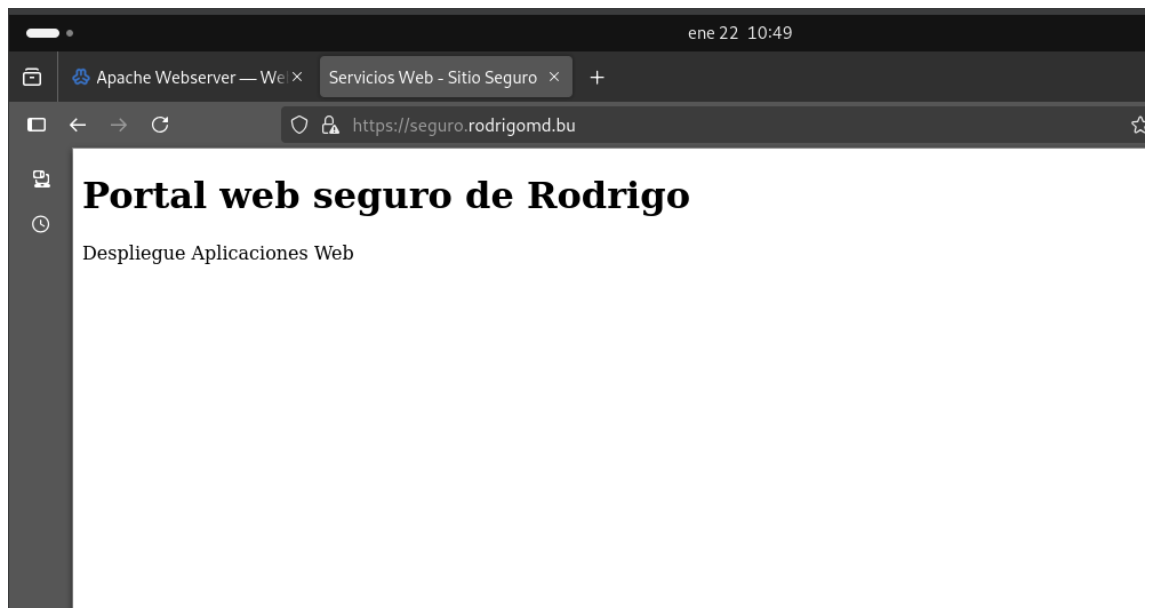 ene 22 10:49
Apache Webserver — We
Servicios Web - Sitio Seguro
https://seguro.rodrigomd.bu
Portal web seguro de Rodrigo
Despliegue Aplicaciones Web